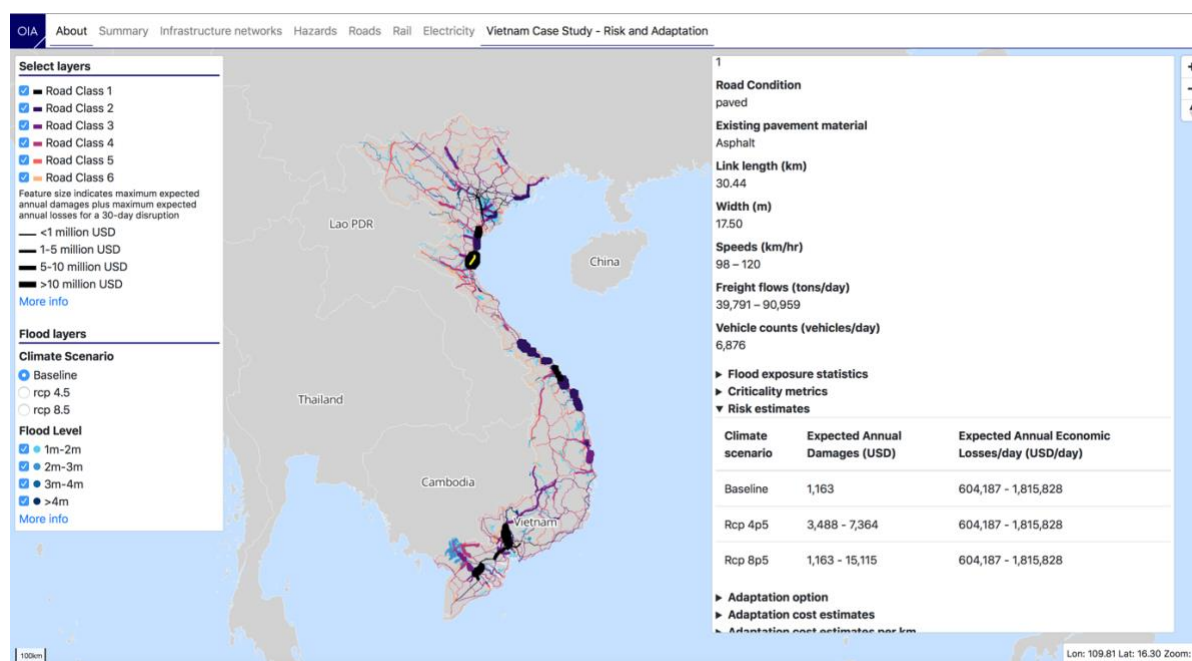 OIA About Summary Infrastructure networks Hazards Roads Rail Electricity Vietnam Case Study - Risk and Adaptation
Select layers
Road Class 1
Road Class 2
Road Class 3
Road Class 4
Road Class 5
Road Class 6
Feature size indicates maximum expected
annual damages plus maximum expected
annual losses for a 30-day disruption
<1 million USD
1-5 million USD
5-10 million USD
>10 million USD
More info
Flood layers
Climate Scenario
Baseline
rcp 4.5
rcp 8.5
Flood Level
1m-2m
2m-3m
3m-4m
>4m
More info
Lao PDR
China
Thailand
Cambodia
Vietnam
1
Road Condition
paved
Existing pavement material
Asphalt
Link length (km)
30.44
Width (m)
17.50
Speeds (km/hr)
98 – 120
Freight flows (tons/day)
39,791 – 90,959
Vehicle counts (vehicles/day)
6,876
▸ Flood exposure statistics
▸ Criticality metrics
▾ Risk estimates
Climate scenario Expected Annual Damages (USD) Expected Annual Economic Losses/day (USD/day)
Baseline 1,163 604,187 - 1,815,828
Rcp 4p5 3,488 - 7,364 604,187 - 1,815,828
Rcp 8p5 1,163 - 15,115 604,187 - 1,815,828
▸ Adaptation option
▸ Adaptation cost estimates
▸ Adaptation cost estimates per km
100km
Lon: 109.81 Lat: 16.30 Zoom: